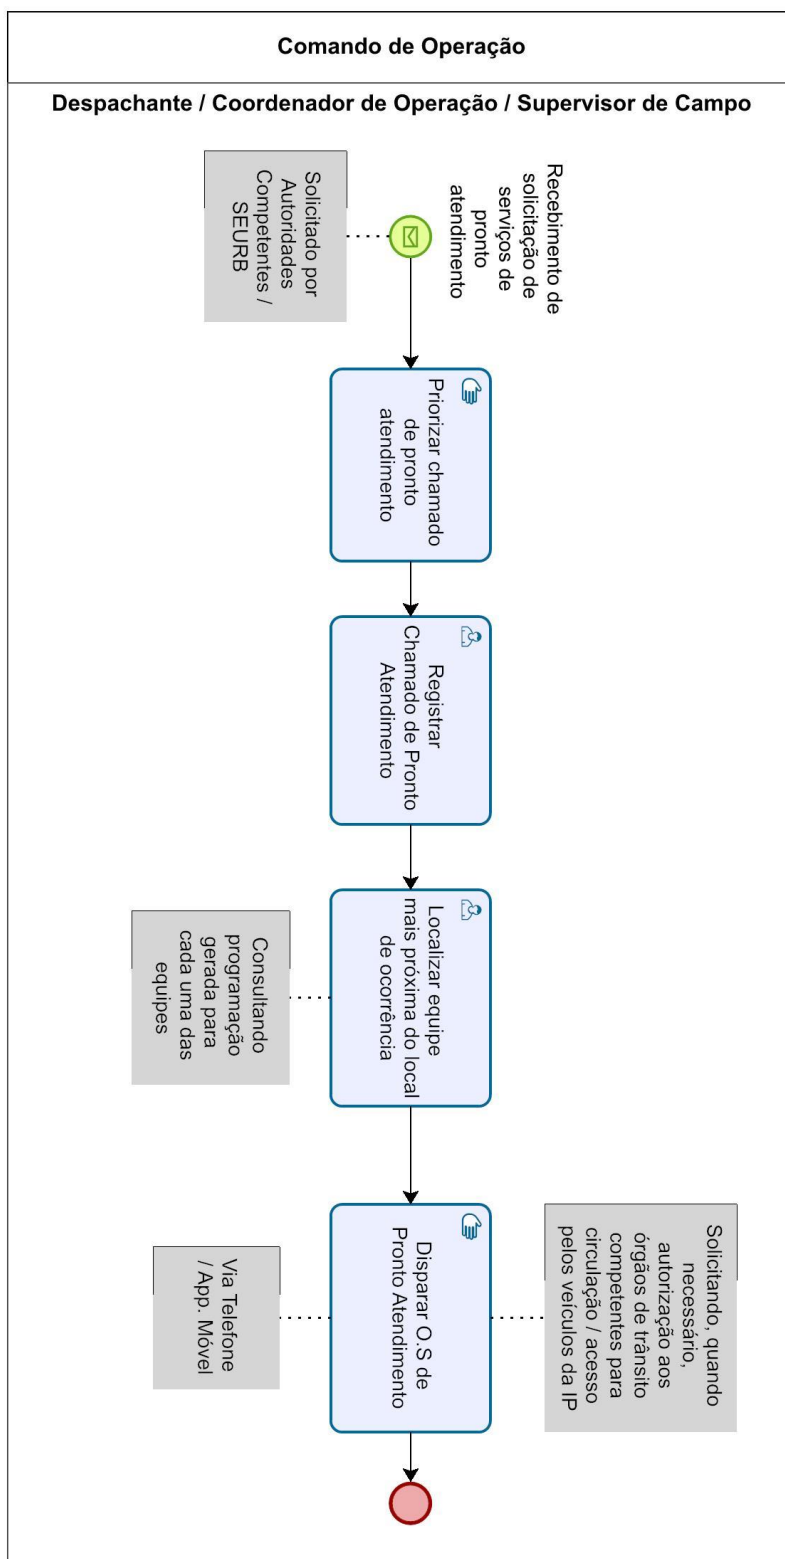 Comando de Operação
Despachante / Coordenador de Operação / Supervisor de Campo
Recebimento de
solicitação de
serviços de
pronto
atendimento
Solicitado por
Autoridades
Competentes /
SEURB
Priorizar chamado
de pronto
atendimento
Registrar
Chamado de Pronto
Atendimento
Localizar equipe
mais próxima do local
de ocorrência
Consultando
programação
gerada para
cada uma das
equipes
Solicitando, quando
necessário,
autorização aos
órgãos de trânsito
competentes para
circulação / acesso
pelos veículos da IP
Disparar O.S de
Pronto Atendimento
Via Telefone
/ App. Móvel